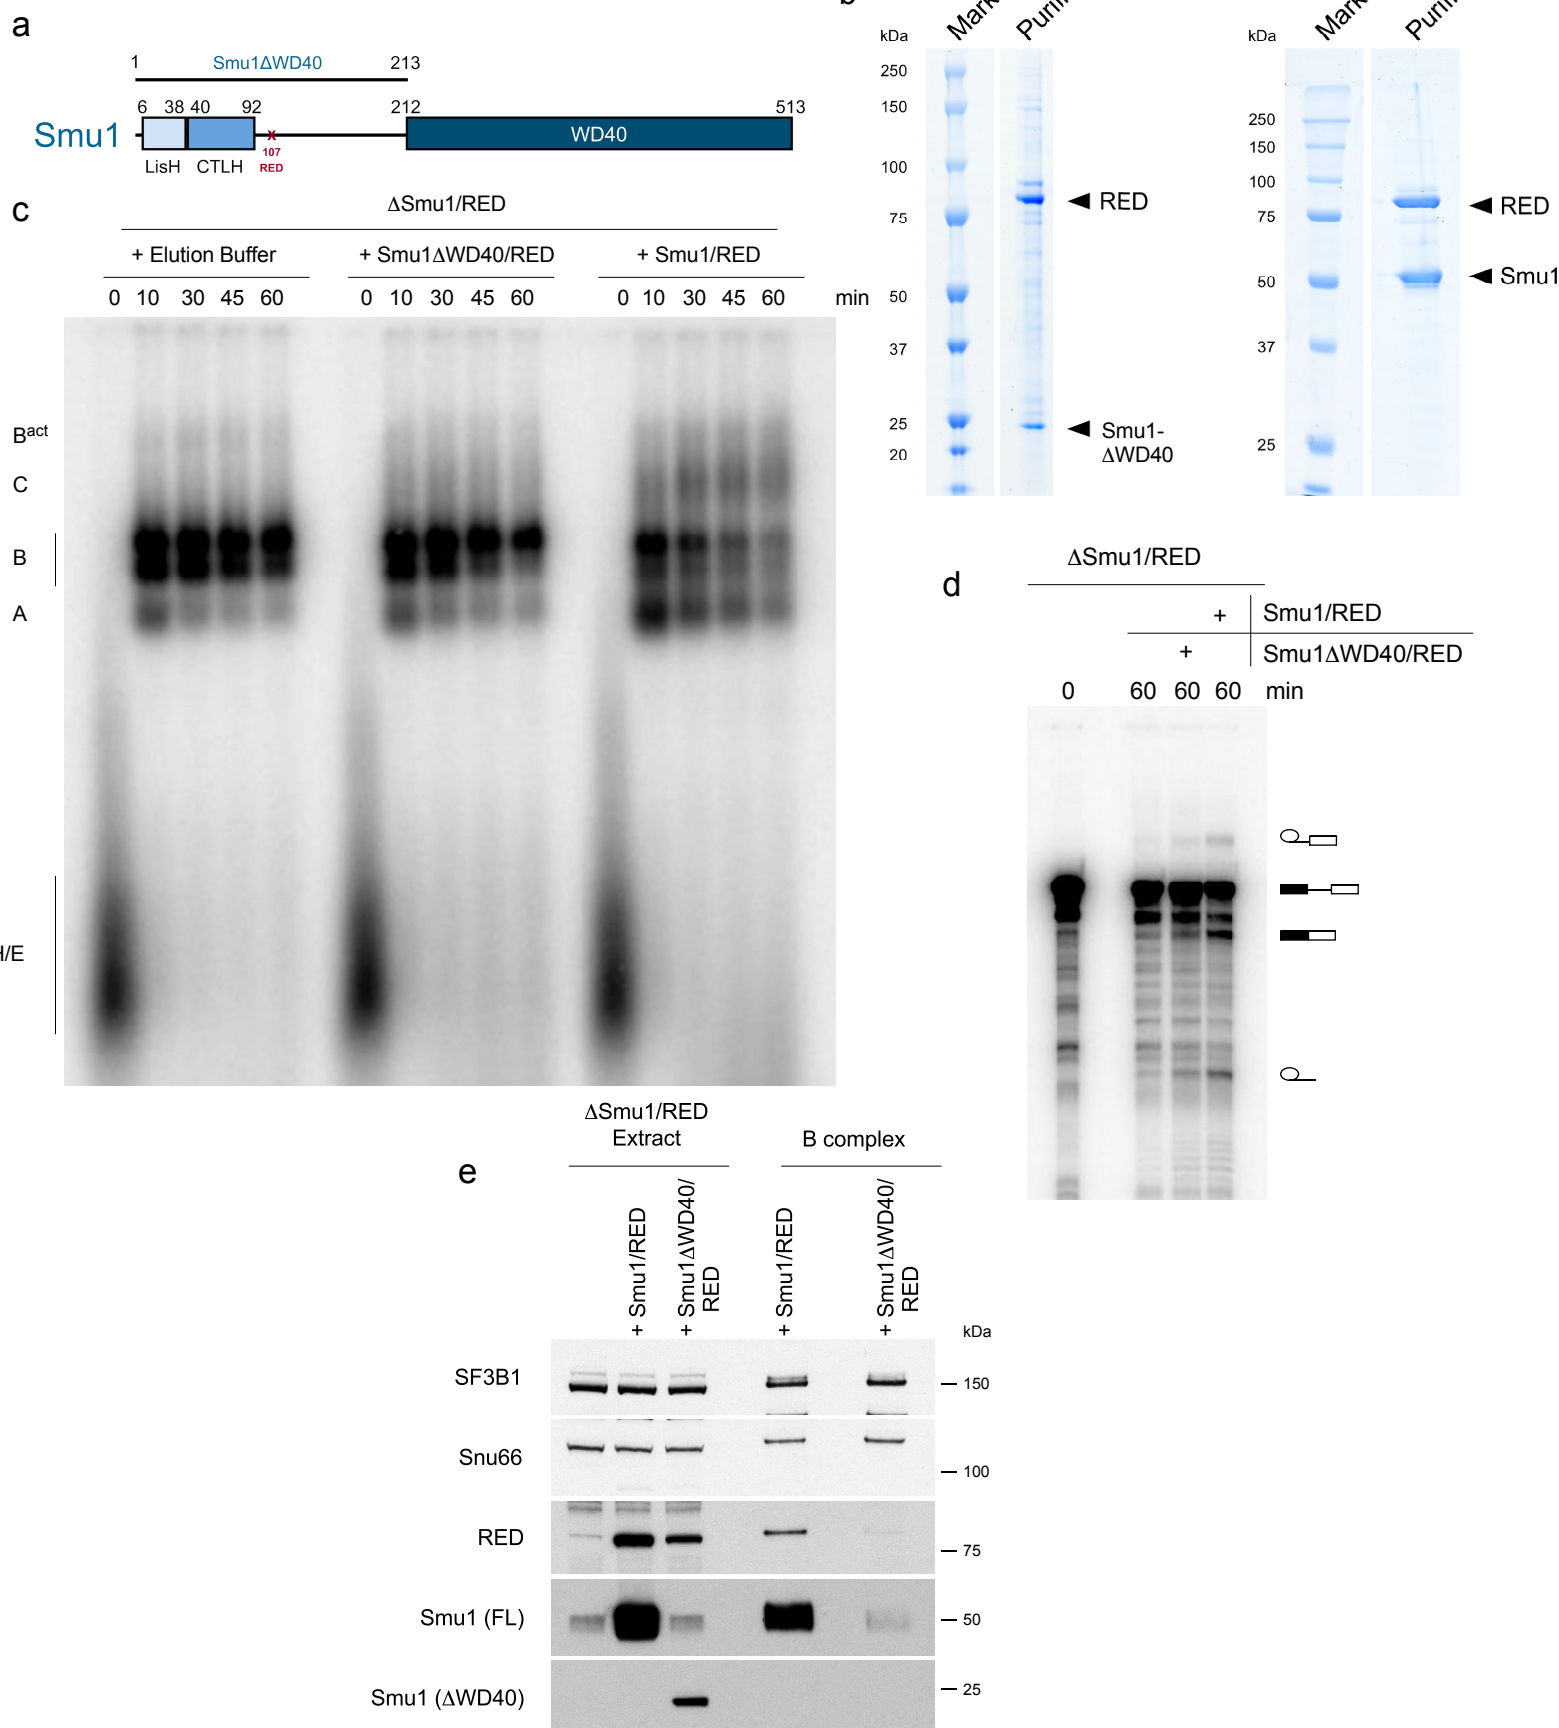 a
1 Smu1ΔWD40 213
6 38 40 92 212 513
Smu1
WD40
LisH CTLH
x
107
RED
kDa
250
150
100
75
50
37
25
20
RED
Smu1-
ΔWD40
kDa
250
150
100
75
50
37
25
RED
Smu1
c
ΔSmu1/RED
+ Elution Buffer + Smu1ΔWD40/RED + Smu1/RED
0 10 30 45 60 0 10 30 45 60 0 10 30 45 60 min
Bact
C
B
A
/E
d
ΔSmu1/RED
+ Smu1/RED
+ Smu1ΔWD40/RED
0 60 60 60 min
e
ΔSmu1/RED
Extract
B complex
+ Smu1/RED
+ Smu1ΔWD40/
RED
+ Smu1/RED
+ Smu1ΔWD40/
RED
kDa
SF3B1
150
Snu66
100
RED
75
Smu1 (FL)
50
Smu1 (ΔWD40)
25